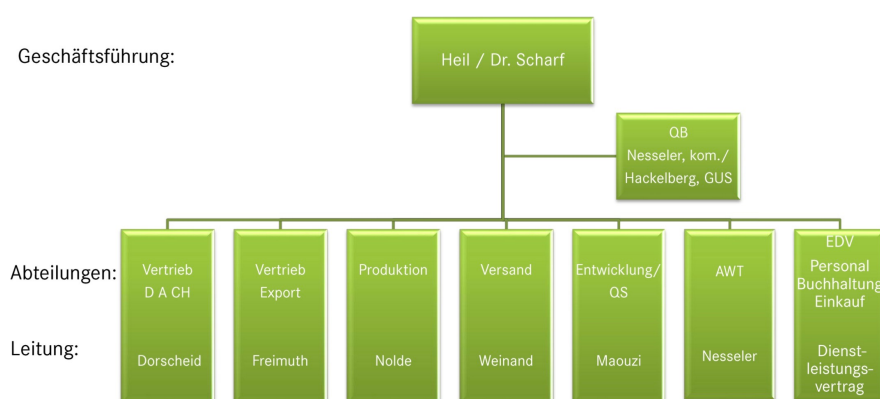 Geschäftsführung:
Heil / Dr. Scharf
QB
Nesseler, kom./
Hackelberg, GUS
Abteilungen:
Vertrieb
D A CH
Vertrieb
Export
Produktion
Versand
Entwicklung/
QS
AWT
EDV
Personal
Buchhaltung
Einkauf
Leitung:
Dorscheid
Freimuth
Nolde
Weinand
Maouzi
Nesseler
Dienst-
leistungs-
vertrag